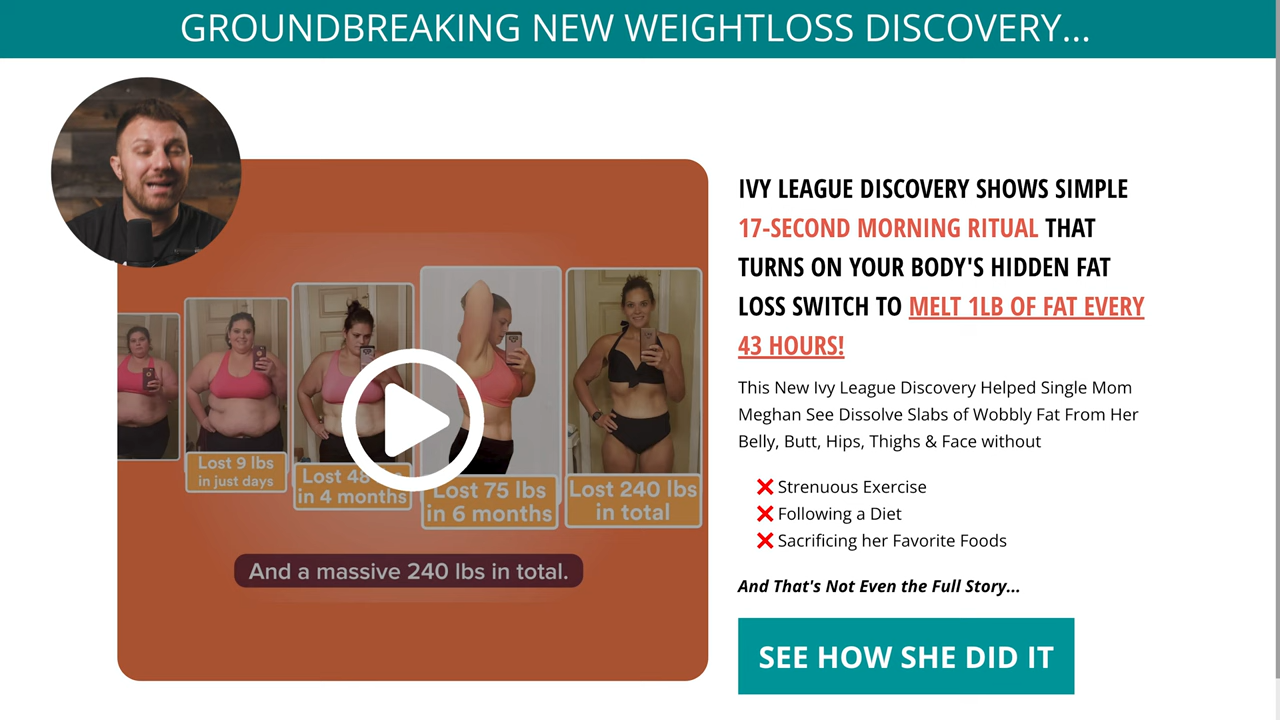 GROUNDBREAKING NEW WEIGHTLOSS DISCOVERY...
Lost 9 lbs
in just days
Lost 48
in 4 months
Lost 75 lbs
in 6 months
Lost 240 lbs
in total
And a massive 240 lbs in total.
IVY LEAGUE DISCOVERY SHOWS SIMPLE
17-SECOND MORNING RITUAL THAT
TURNS ON YOUR BODY'S HIDDEN FAT
LOSS SWITCH TO MELT 1LB OF FAT EVERY
43 HOURS!
This New Ivy League Discovery Helped Single Mom
Meghan See Dissolve Slabs of Wobbly Fat From Her
Belly, Butt, Hips, Thighs & Face without
❌ Strenuous Exercise
❌ Following a Diet
❌ Sacrificing her Favorite Foods
And That's Not Even the Full Story...
SEE HOW SHE DID IT